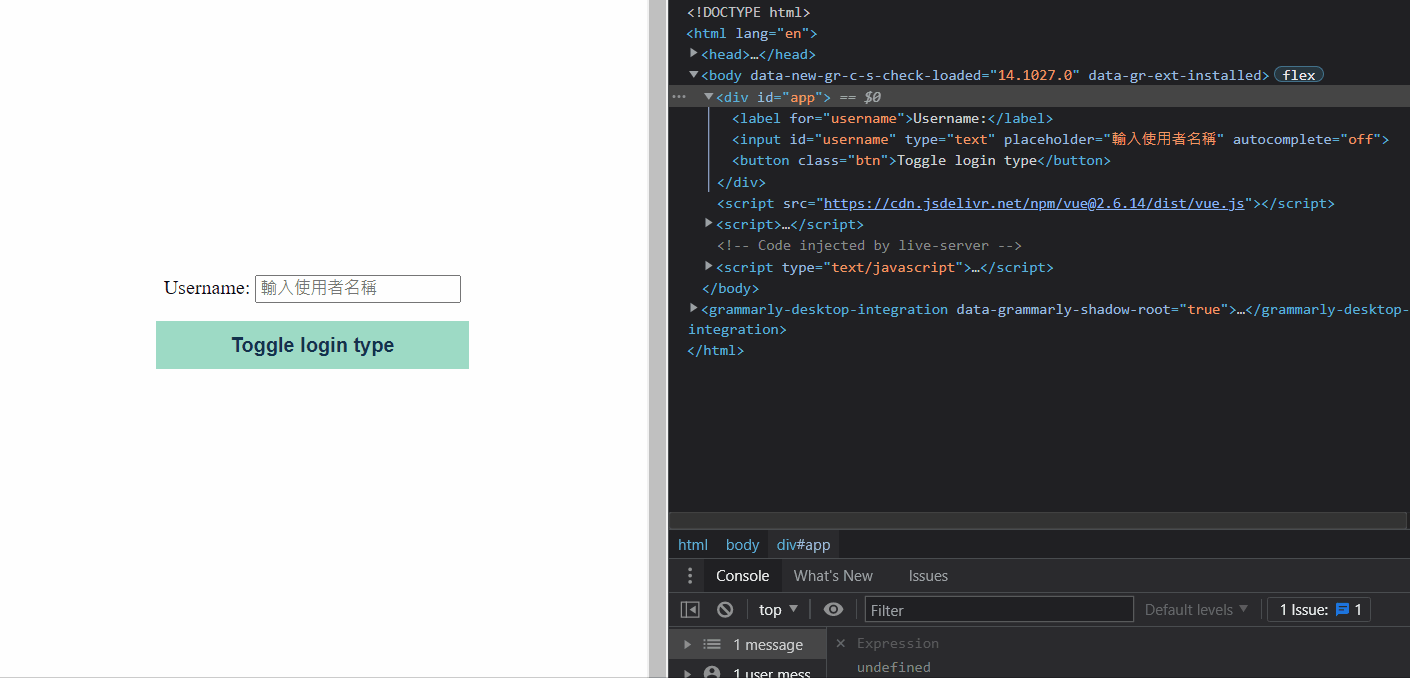 Username: 輸入使用者名稱
Toggle login type
<!DOCTYPE html>
<html lang="en">
<head>…</head>
<body data-new-gr-c-s-check-loaded="14.1027.0" data-gr-ext-installed> flex
<div id="app"> == $0
<label for="username">Username:</label>
<input id="username" type="text" placeholder="輸入使用者名稱" autocomplete="off">
<button class="btn">Toggle login type</button>
</div>
<script src="https://cdn.jsdelivr.net/npm/vue@2.6.14/dist/vue.js"></script>
<script>…</script>
<!-- Code injected by live-server -->
<script type="text/javascript">…</script>
</body>
<grammarly-desktop-integration data-grammarly-shadow-root="true">…</grammarly-desktop-
integration>
</html>
html body div#app
Console What's New Issues
top Filter Default levels 1 Issue: 1
1 message
Expression
undefined
1 user mess